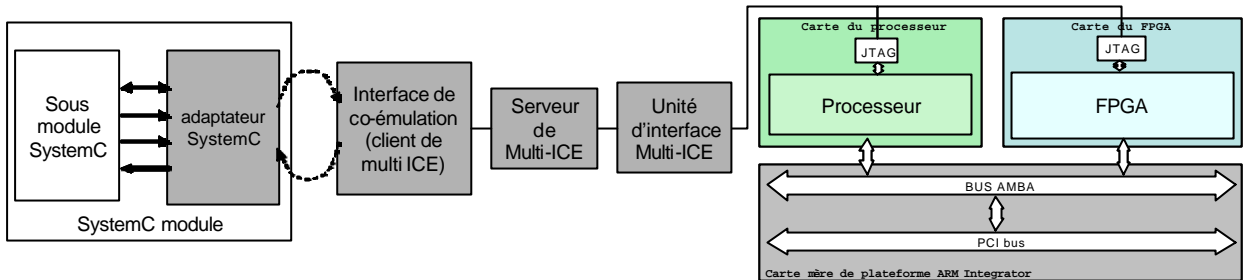 Sous
module
SystemC
adaptateur
SystemC
SystemC module
Interface de
co-émulation
(client de
multi ICE)
Serveur
de
Multi-ICE
Unité
d'interface
Multi-ICE
Carte du processeur
JTAG
Processeur
Carte du FPGA
JTAG
FPGA
BUS AMBA
PCI bus
Carte mère de plateforme ARM Integrator